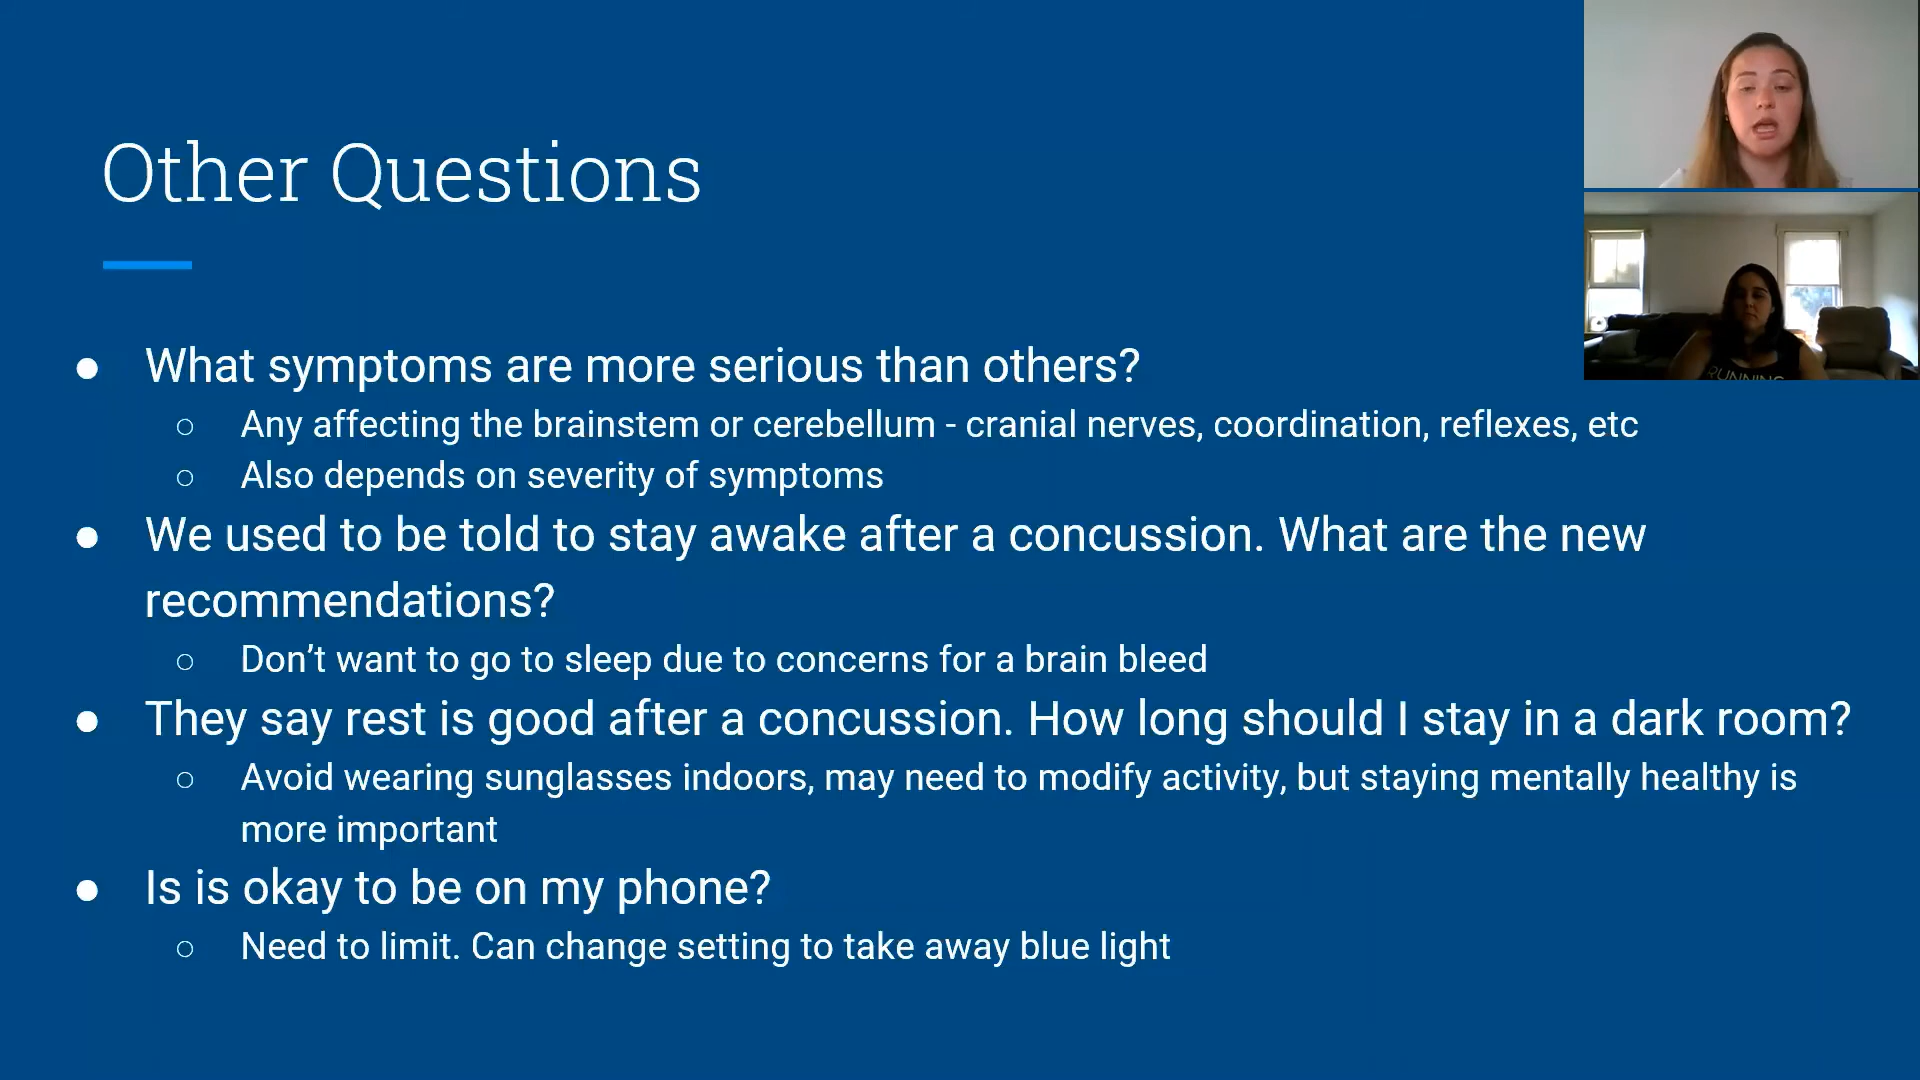 Other Questions
● What symptoms are more serious than others?
○ Any affecting the brainstem or cerebellum - cranial nerves, coordination, reflexes, etc
○ Also depends on severity of symptoms
● We used to be told to stay awake after a concussion. What are the new
recommendations?
○ Don’t want to go to sleep due to concerns for a brain bleed
● They say rest is good after a concussion. How long should I stay in a dark room?
○ Avoid wearing sunglasses indoors, may need to modify activity, but staying mentally healthy is
more important
● Is is okay to be on my phone?
○ Need to limit. Can change setting to take away blue light
RUNNING